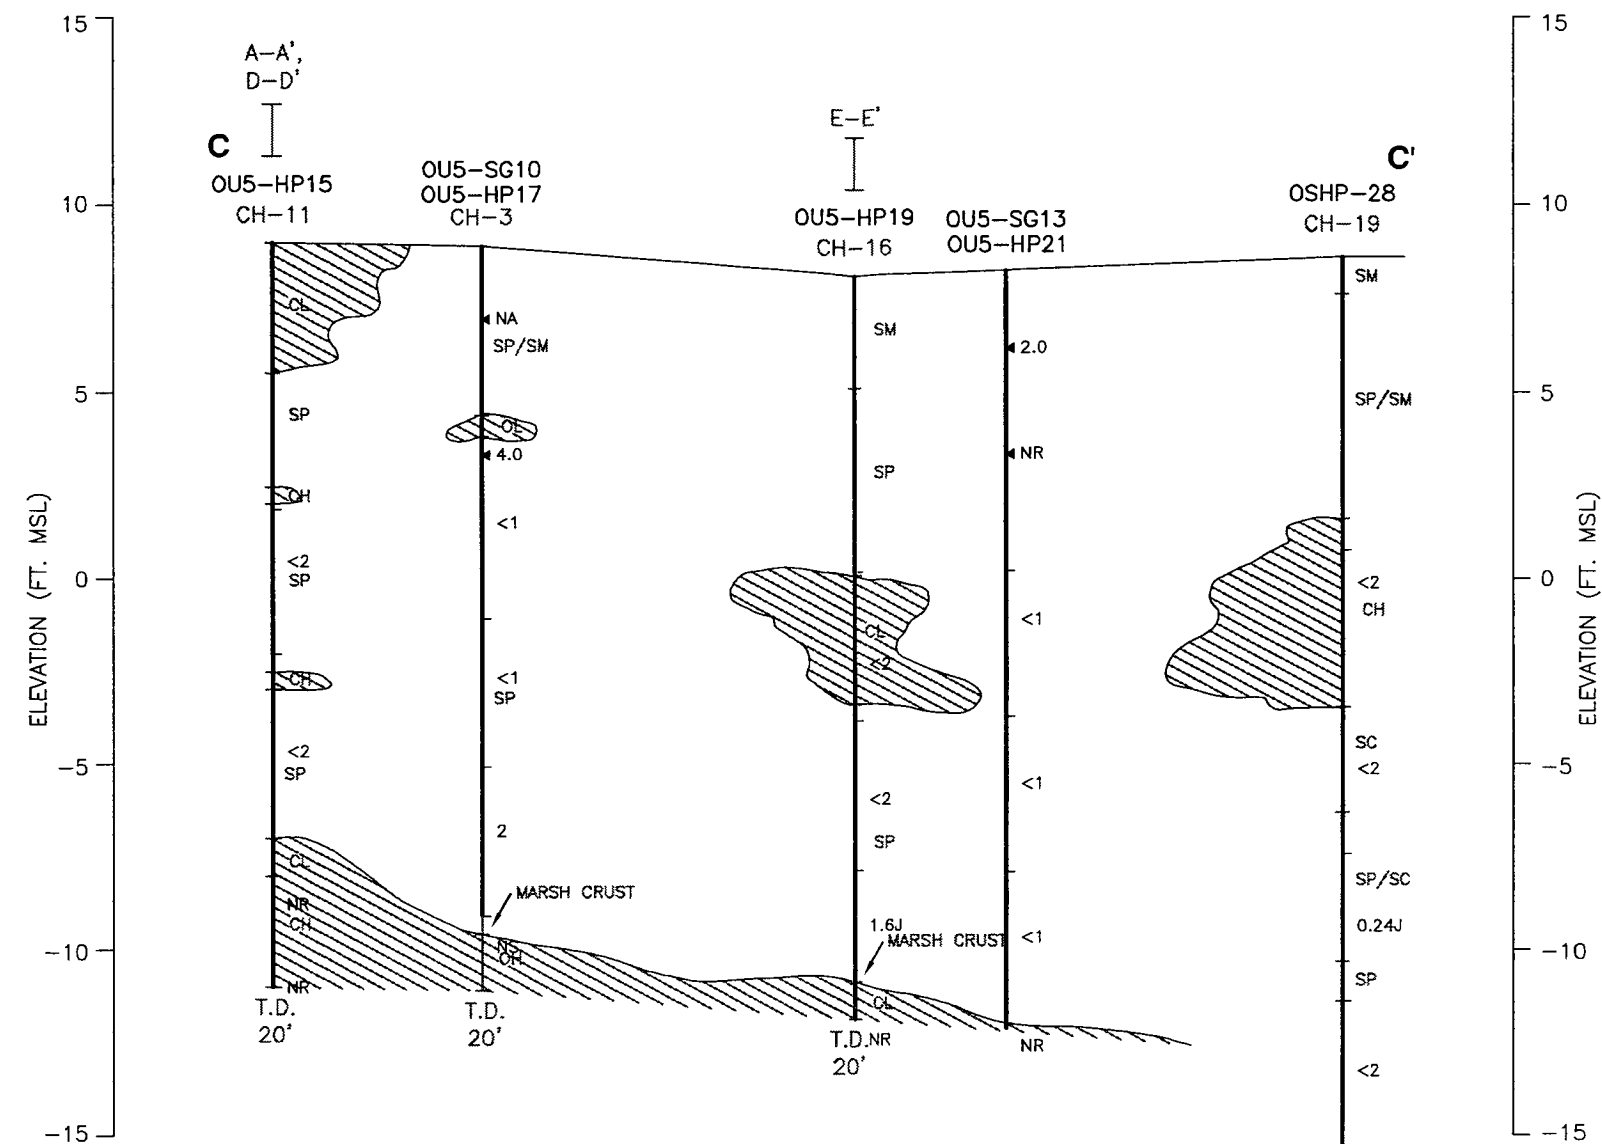 15
10
5
0
-5
-10
-15
ELEVATION (FT. MSL)
A-A',
D-D'
C
OU5-HP15
CH-11
CL
SP
CH
<2
SP
CH
<2
SP
CL
NR
CH
NR
T.D.
20'
OU5-SG10
OU5-HP17
CH-3
NA
SP/SM
OL
4.0
<1
<1
SP
2
MARSH CRUST
NS
CH
T.D.
20'
E-E'
OU5-HP19
CH-16
SM
SP
CL
<2
<2
SP
1.6J
MARSH CRUST
CL
T.D. NR
20'
OU5-SG13
OU5-HP21
2.0
NR
<1
<1
<1
NR
C'
OSHP-28
CH-19
SM
SP/SM
<2
CH
SC
<2
SP/SC
0.24J
SP
<2
15
10
5
0
-5
-10
-15
ELEVATION (FT. MSL)